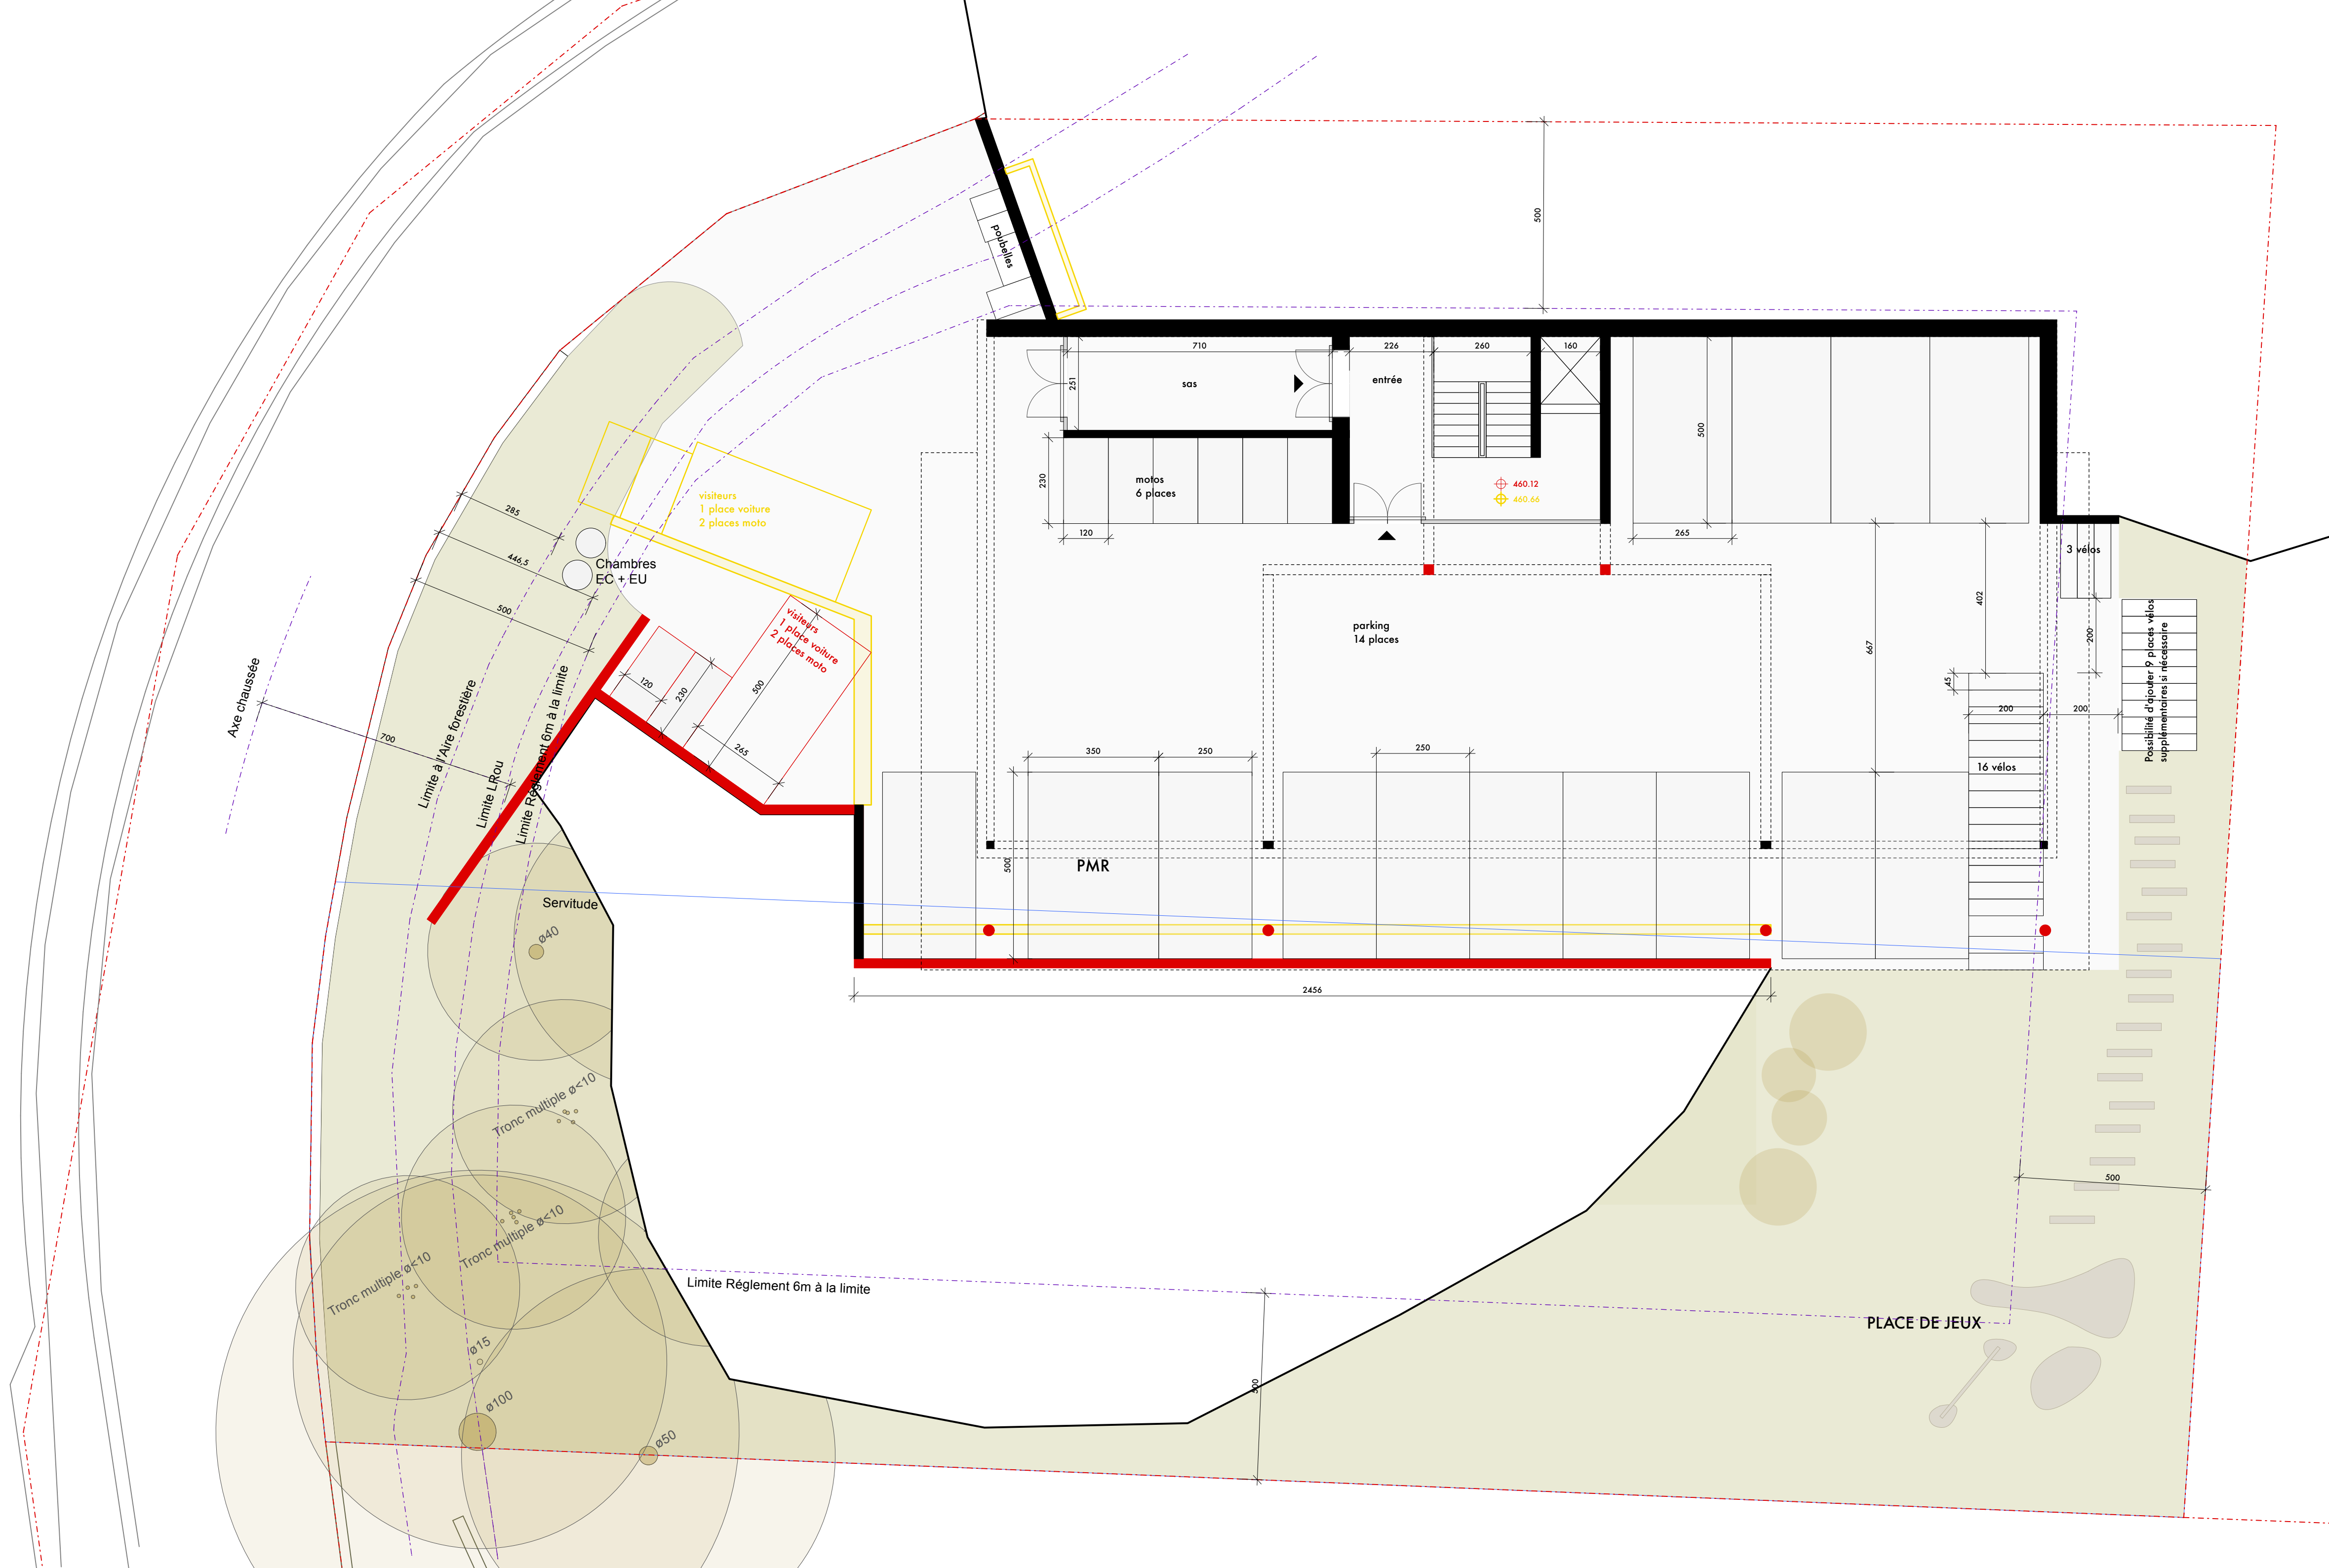 500
poubelles
710
226
260
160
251
sas
entrée
500
230
motos
6 places
460.12
460.66
120
265
visiteurs
1 place voiture
2 places moto
285
446,5
500
Chambres
EC + EU
3 vélos
402
200
Possibilité d'ajouter 9 places vélos
supplémentaires si nécessaire
visiteurs
1 place voiture
2 places moto
parking
14 places
667
120
230
500
265
45
200
200
Axe chaussée
700
Limite à l'Aire forestière
Limite LRou
Limite Réglement 6m à la limite
350
250
250
16 vélos
500
PMR
Servitude
ø40
2456
Tronc multiple ø<10
Tronc multiple ø<10
Tronc multiple ø<10
500
Limite Réglement 6m à la limite
PLACE DE JEUX
ø15
500
ø100
ø50